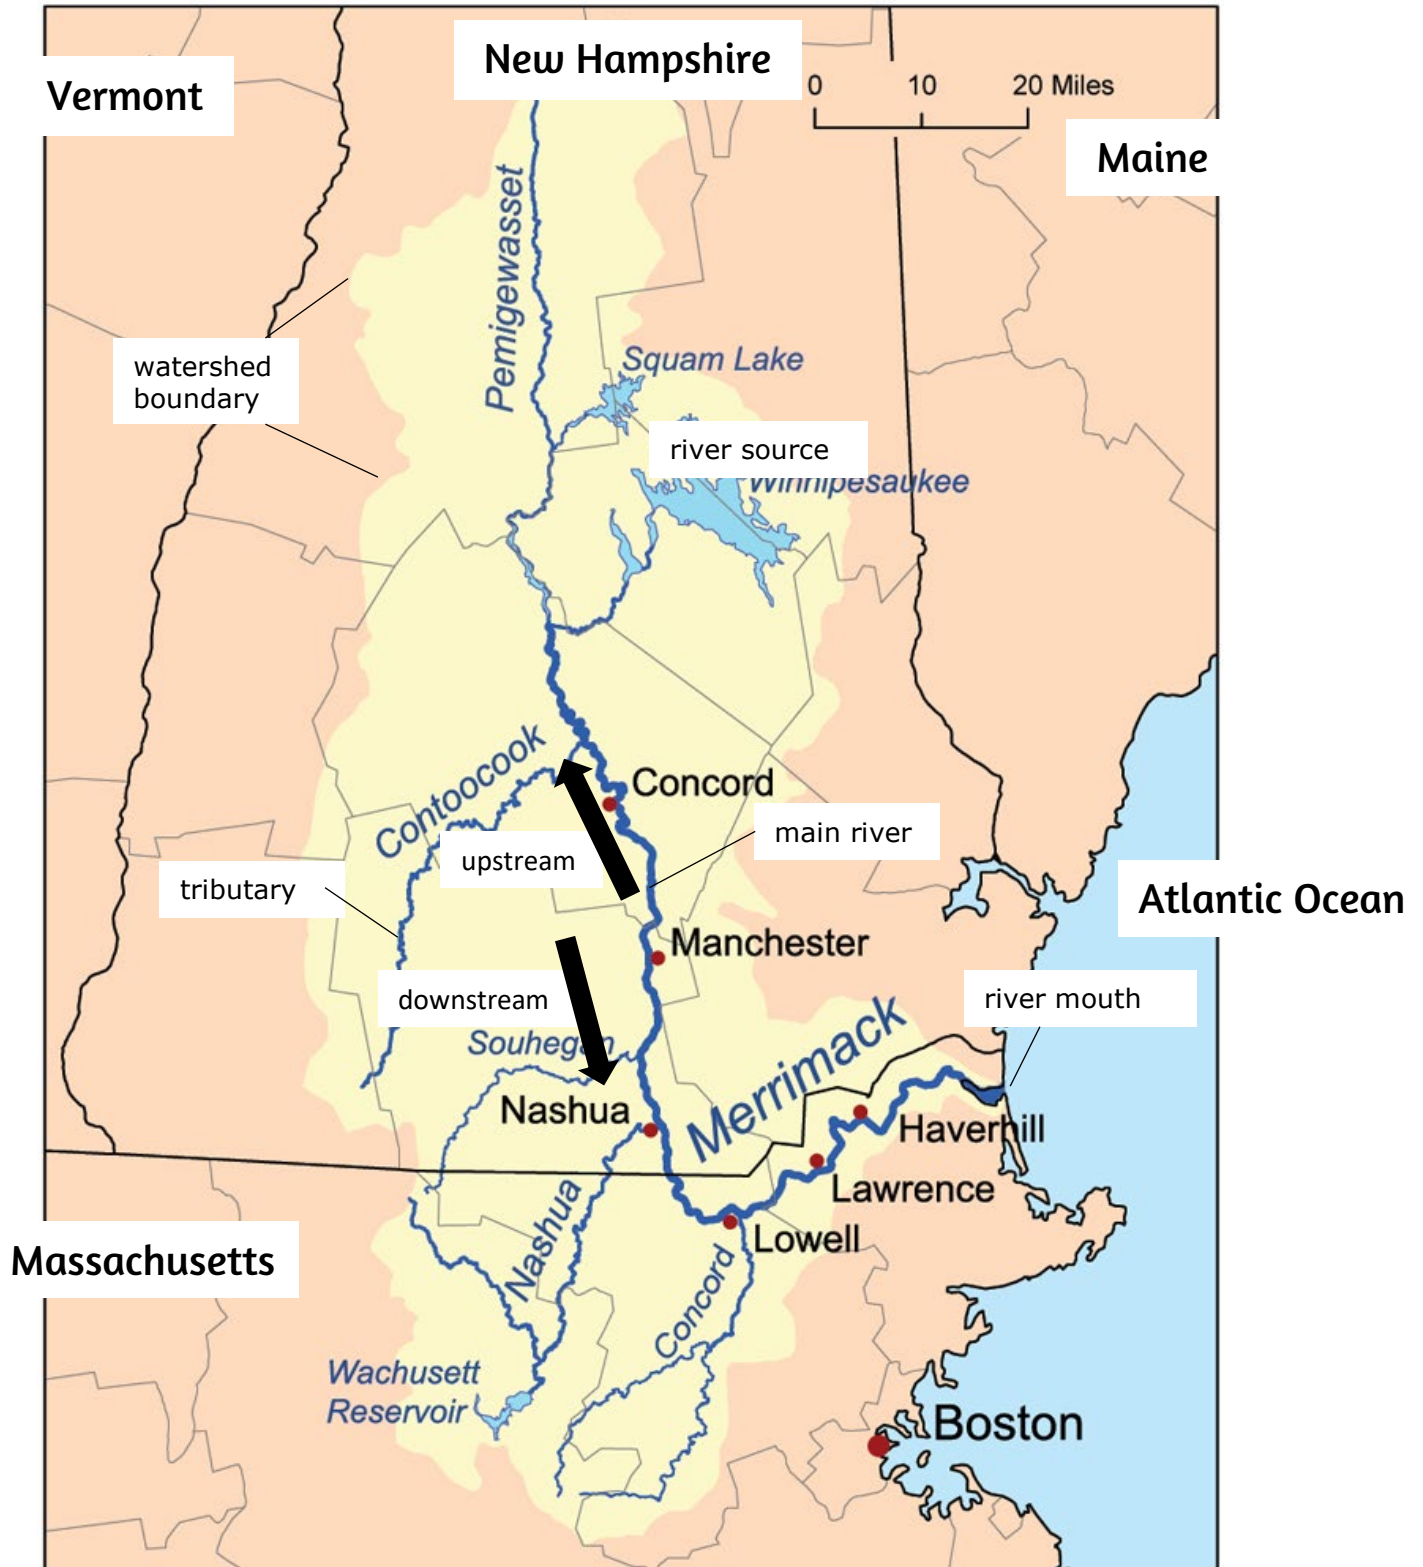 New Hampshire
Vermont
0 10 20 Miles
Maine
Pemigewasset
watershed
boundary
Squam Lake
river source
Winnipesaukee
Contoocook
Concord
main river
upstream
tributary
Atlantic Ocean
Manchester
downstream
river mouth
Souhegan
Merrimack
Nashua
Haverhill
Lawrence
Lowell
Nashua
Concord
Massachusetts
Wachusett
Reservoir
Boston